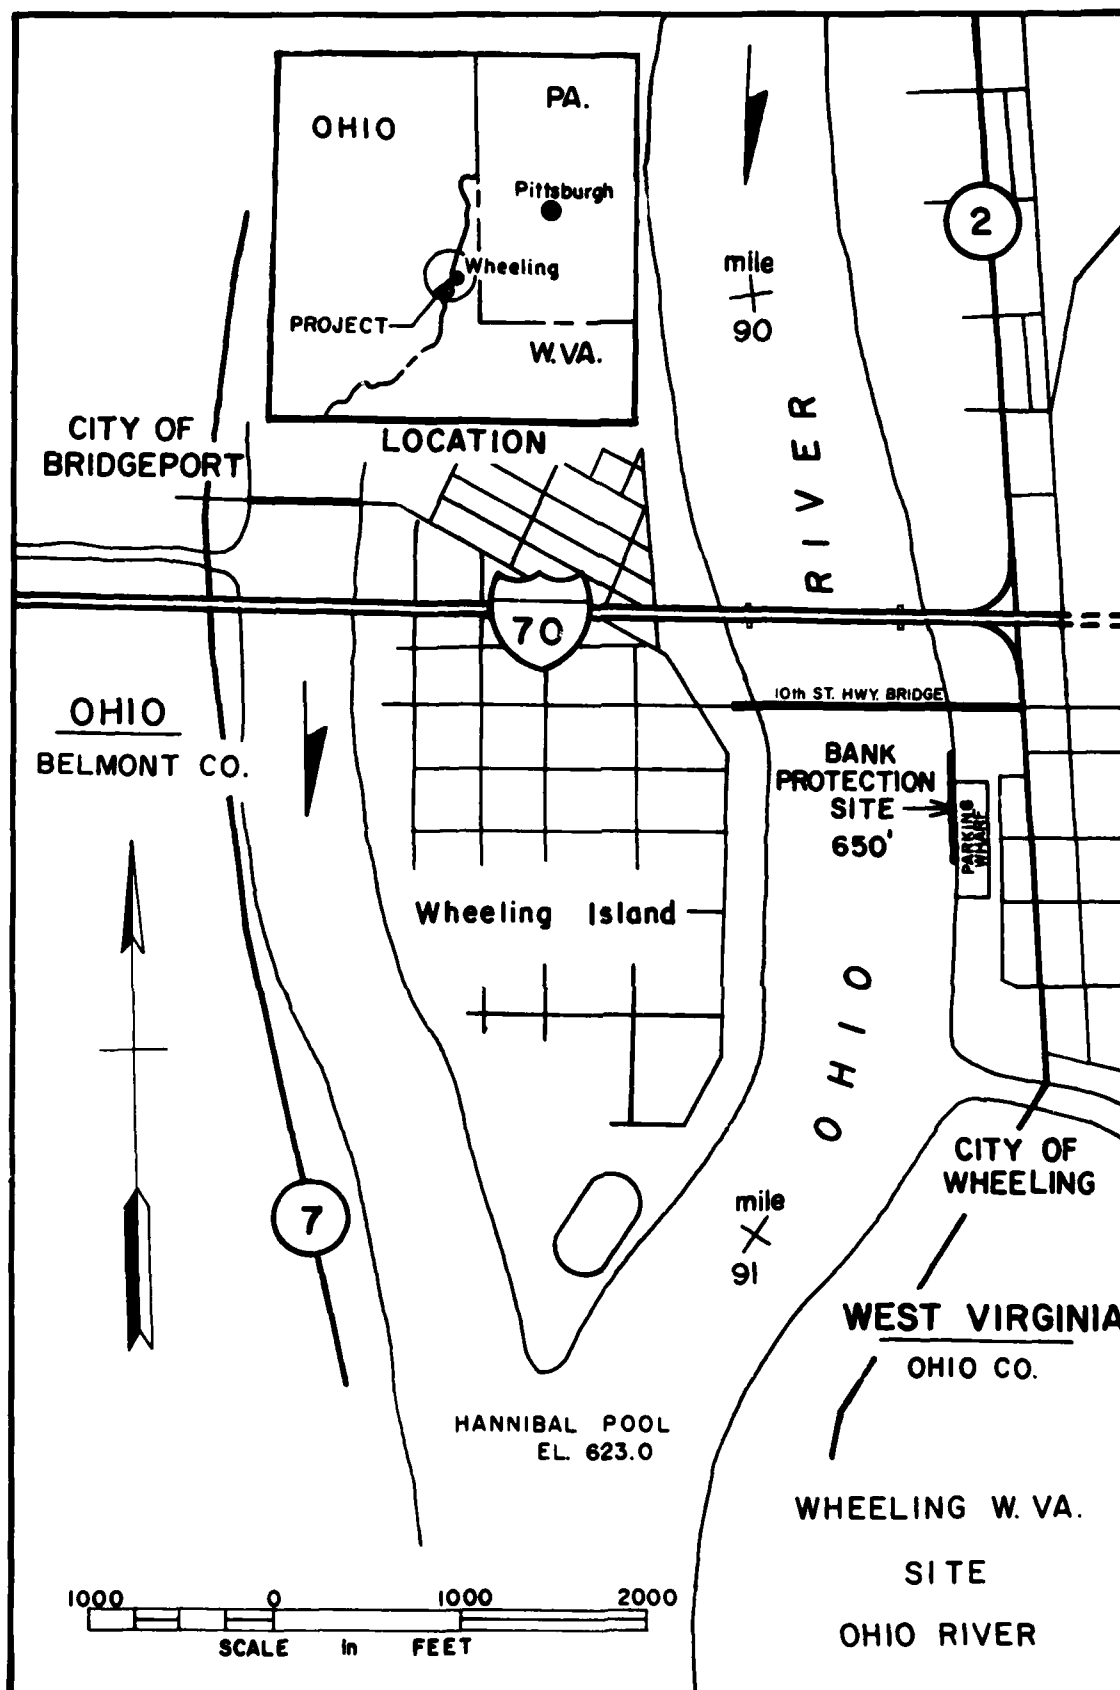 OHIO
PA.
Pittsburgh
Wheeling
PROJECT
W. VA.
LOCATION
2
mile
90
CITY OF
BRIDGEPORT
RIVER
70
10th ST. HWY. BRIDGE
OHIO
BELMONT CO.
BANK
PROTECTION
SITE
650'
PARKING
WHARF
Wheeling Island
OHIO
CITY OF
WHEELING
7
mile
91
WEST VIRGINIA
OHIO CO.
HANNIBAL POOL
EL. 623.0
WHEELING W. VA.
SITE
OHIO RIVER
1000 0 1000 2000
SCALE in FEET